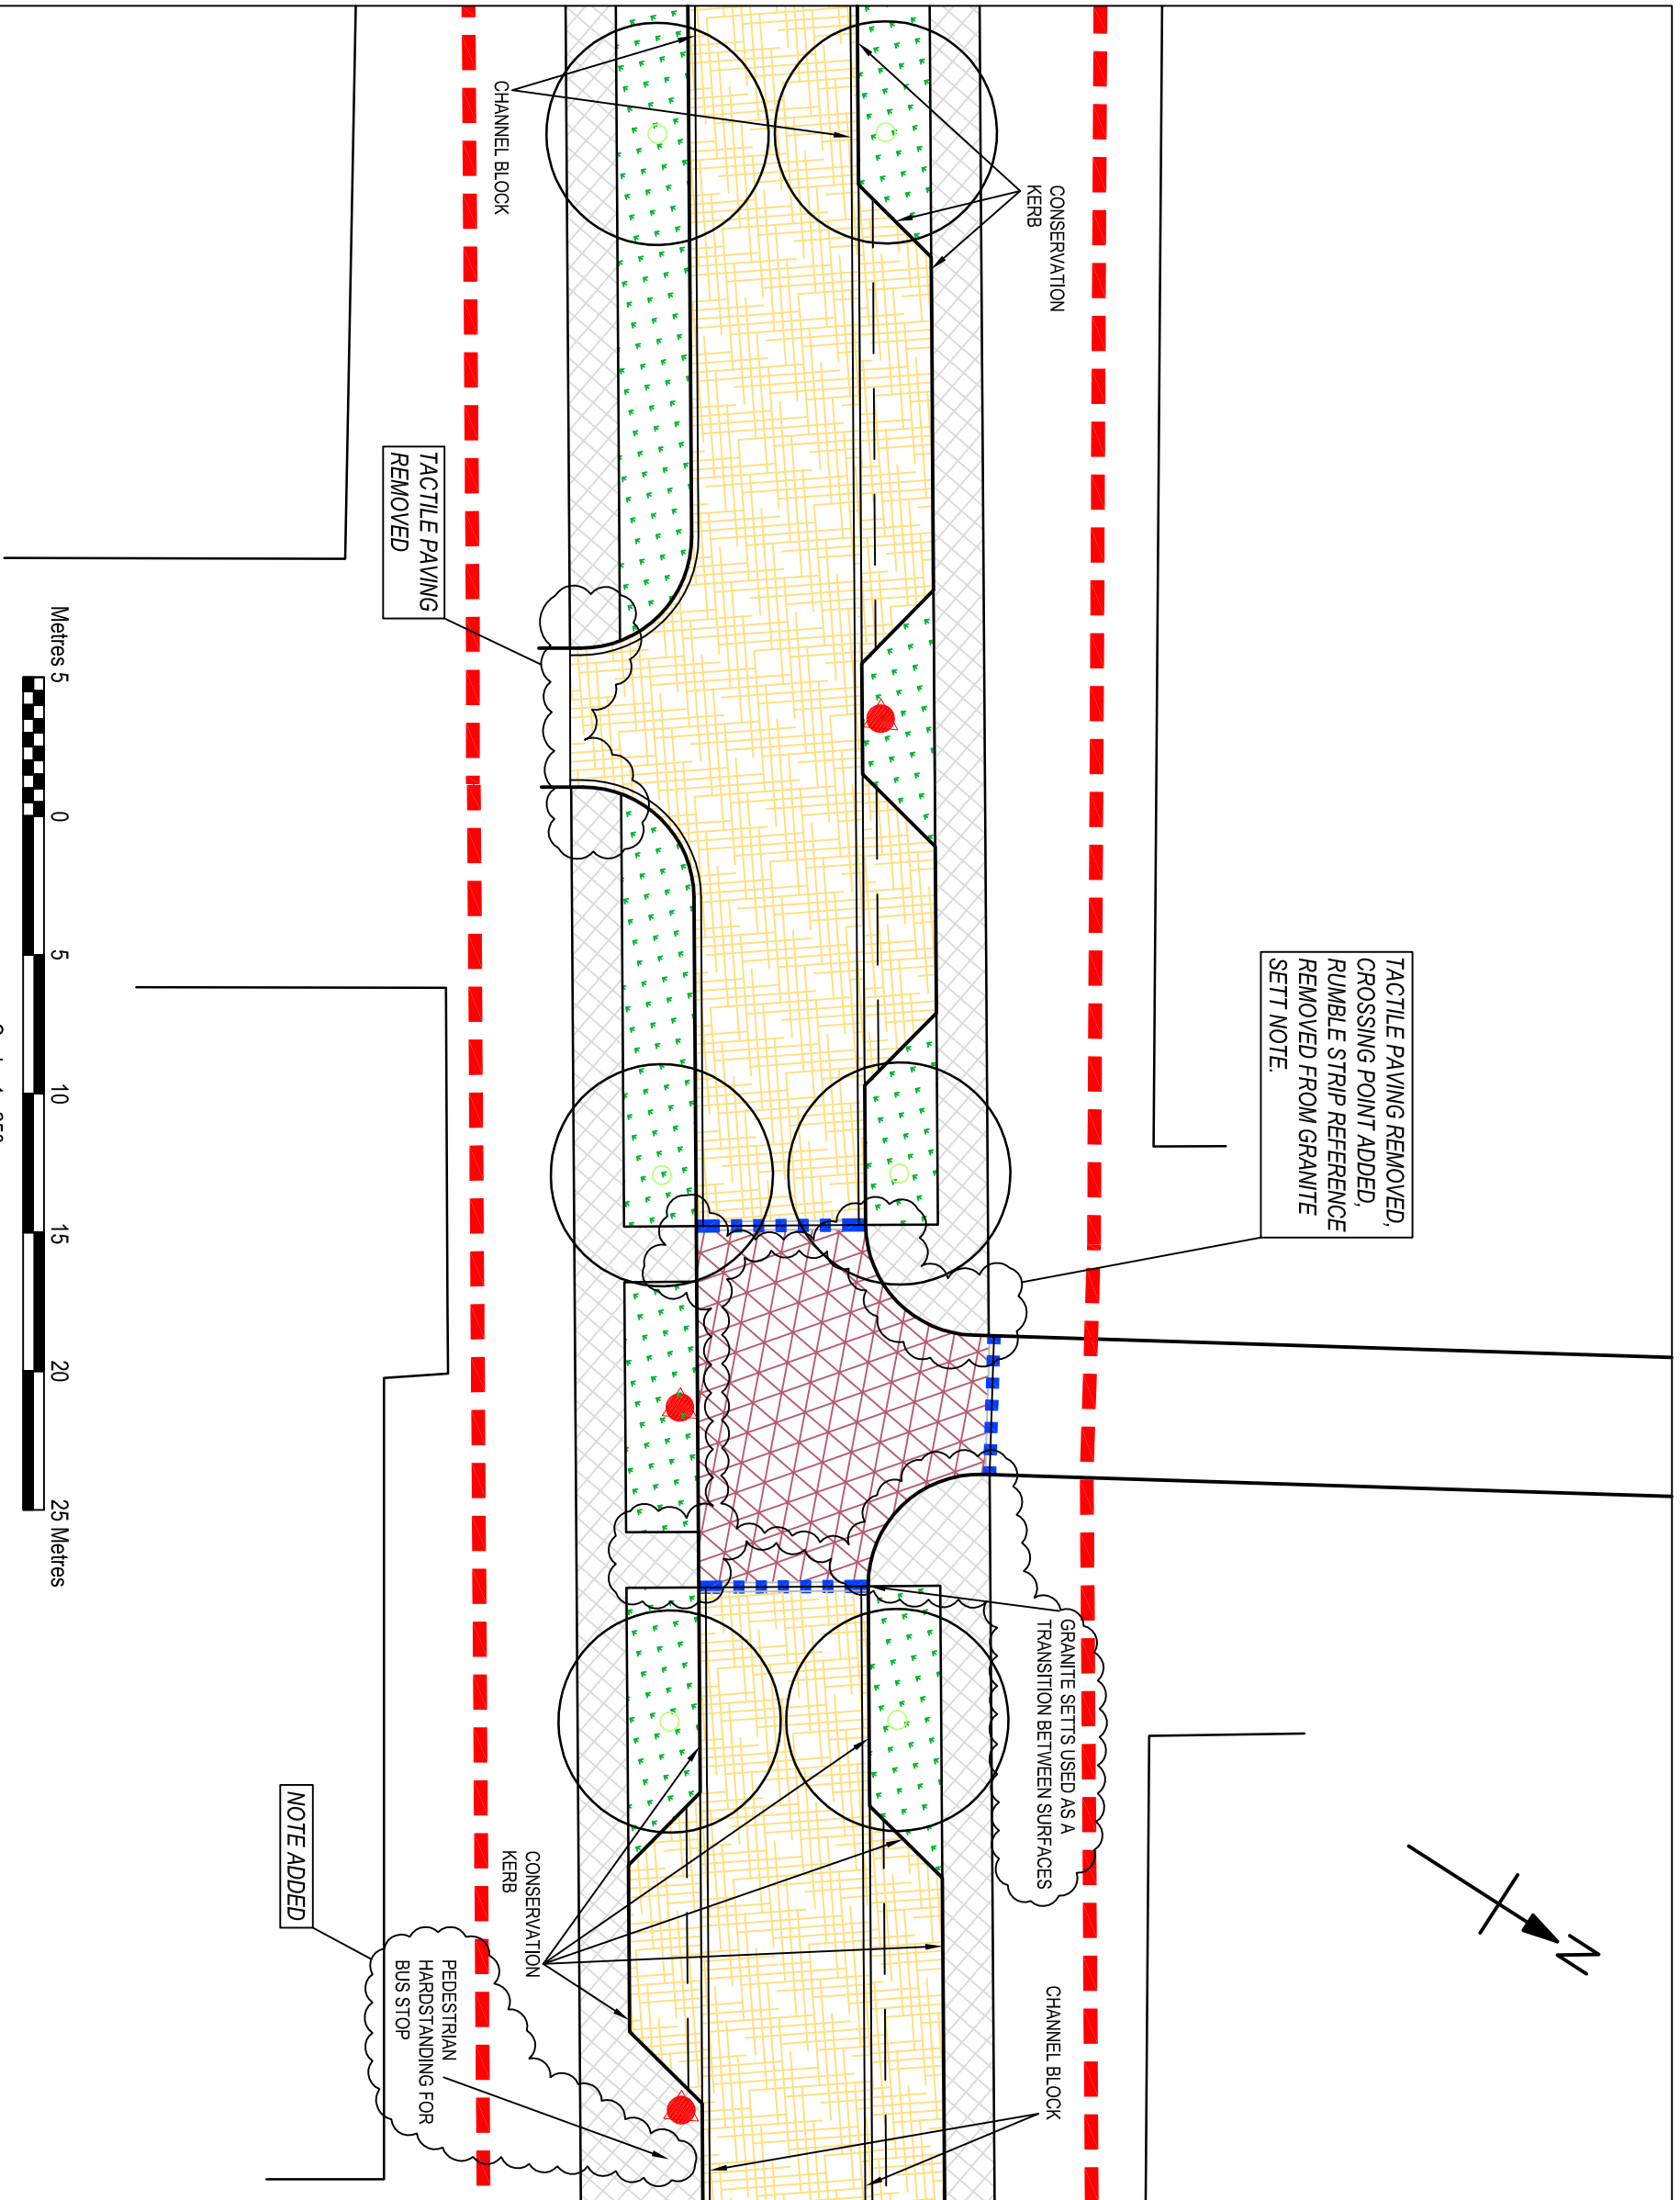 CHANNEL BLOCK
CONSERVATION
KERB
TACTILE PAVING
REMOVED
TACTILE PAVING REMOVED,
CROSSING POINT ADDED,
RUMBLE STRIP REFERENCE
REMOVED FROM GRANITE
SETT NOTE.
GRANITE SETTS USED AS A
TRANSITION BETWEEN SURFACES
N
CHANNEL BLOCK
CONSERVATION
KERB
NOTE ADDED
PEDESTRIAN
HARDSTANDING FOR
BUS STOP
Metres 5 0 5 10 15 20 25 Metres